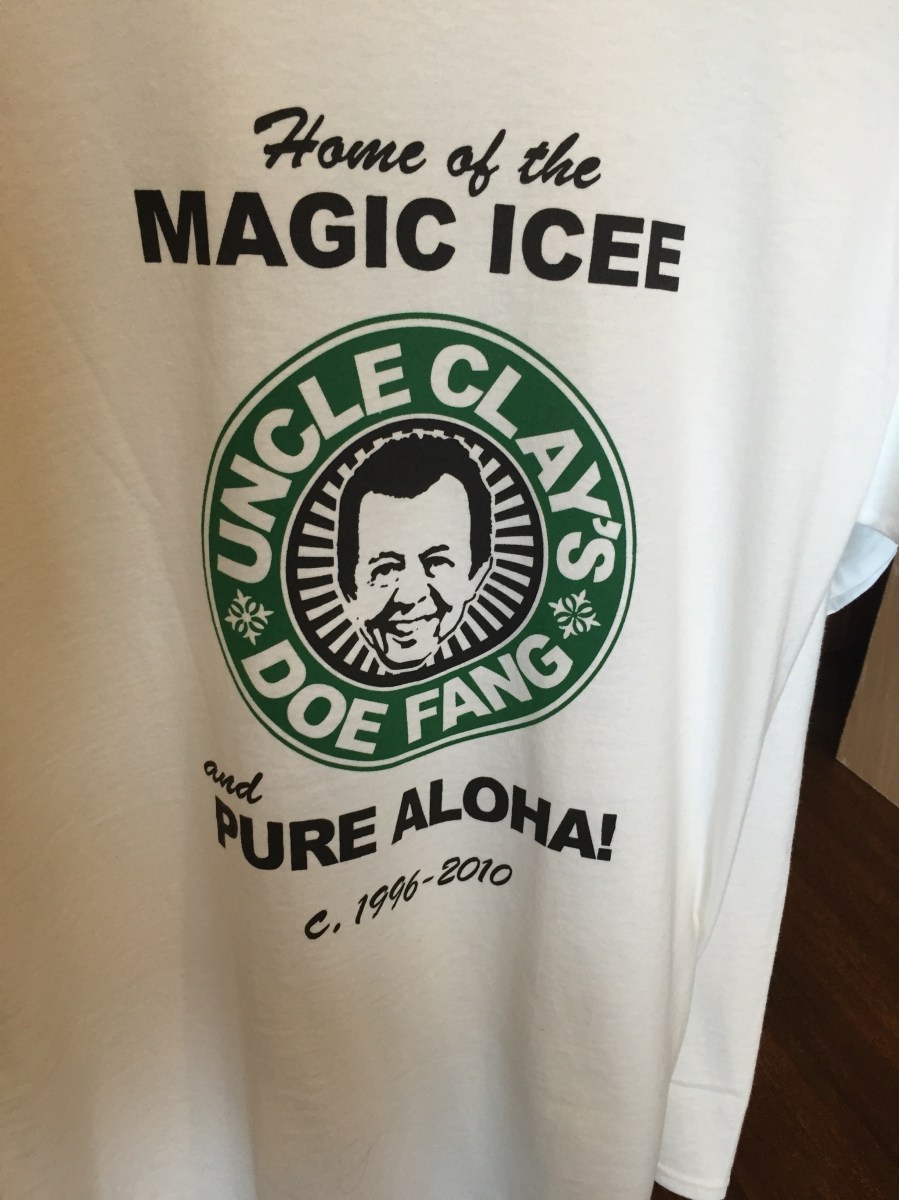 Home of the
MAGIC ICEE
UNCLE CLAY'S
DOE FANG
and
PURE ALOHA!
c. 1996-2010